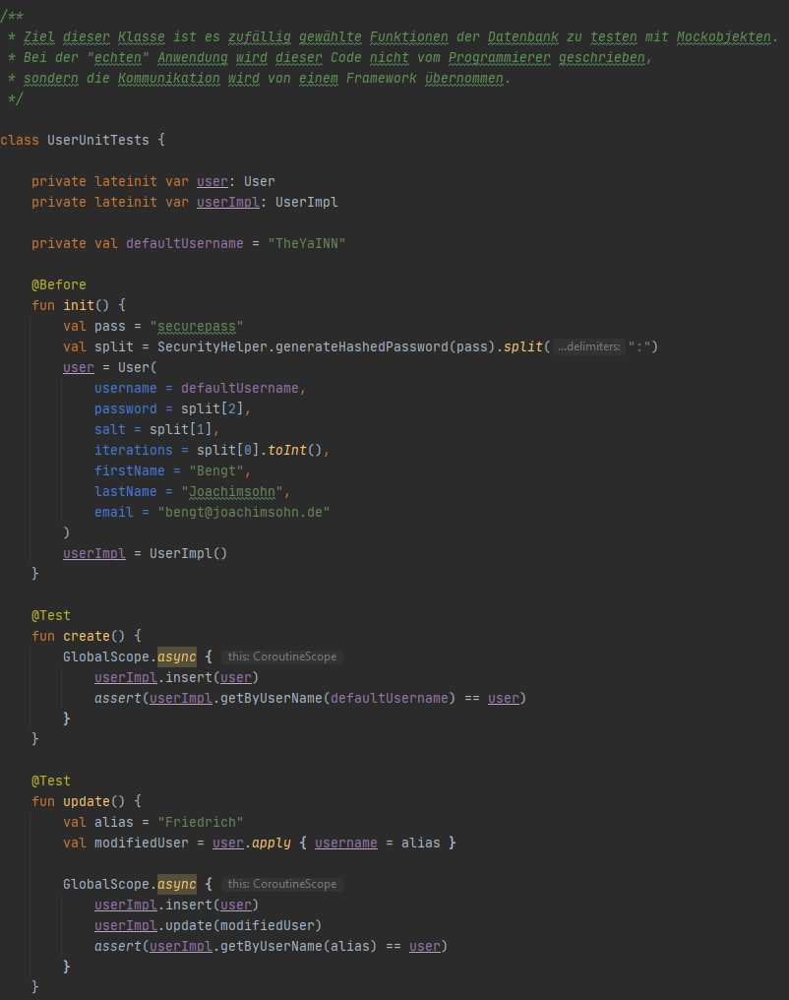 /**
 * Ziel dieser Klasse ist es zufällig gewählte Funktionen der Datenbank zu testen mit Mockobjekten.
 * Bei der "echten" Anwendung wird dieser Code nicht vom Programmierer geschrieben,
 * sondern die Kommunikation wird von einem Framework übernommen.
 */
class UserUnitTests {
    private lateinit var user: User
    private lateinit var userImpl: UserImpl
    private val defaultUsername = "TheYaINN"
    @Before
    fun init() {
        val pass = "securepass"
        val split = SecurityHelper.generateHashedPassword(pass).split( ...delimiters: ":")
        user = User(
            username = defaultUsername,
            password = split[2],
            salt = split[1],
            iterations = split[0].toInt(),
            firstName = "Bengt",
            lastName = "Joachimsohn",
            email = "bengt@joachimsohn.de"
        )
        userImpl = UserImpl()
    }
    @Test
    fun create() {
        GlobalScope.async { this: CoroutineScope
            userImpl.insert(user)
            assert(userImpl.getByUserName(defaultUsername) == user)
        }
    }
    @Test
    fun update() {
        val alias = "Friedrich"
        val modifiedUser = user.apply { username = alias }
        GlobalScope.async { this: CoroutineScope
            userImpl.insert(user)
            userImpl.update(modifiedUser)
            assert(userImpl.getByUserName(alias) == user)
        }
    }